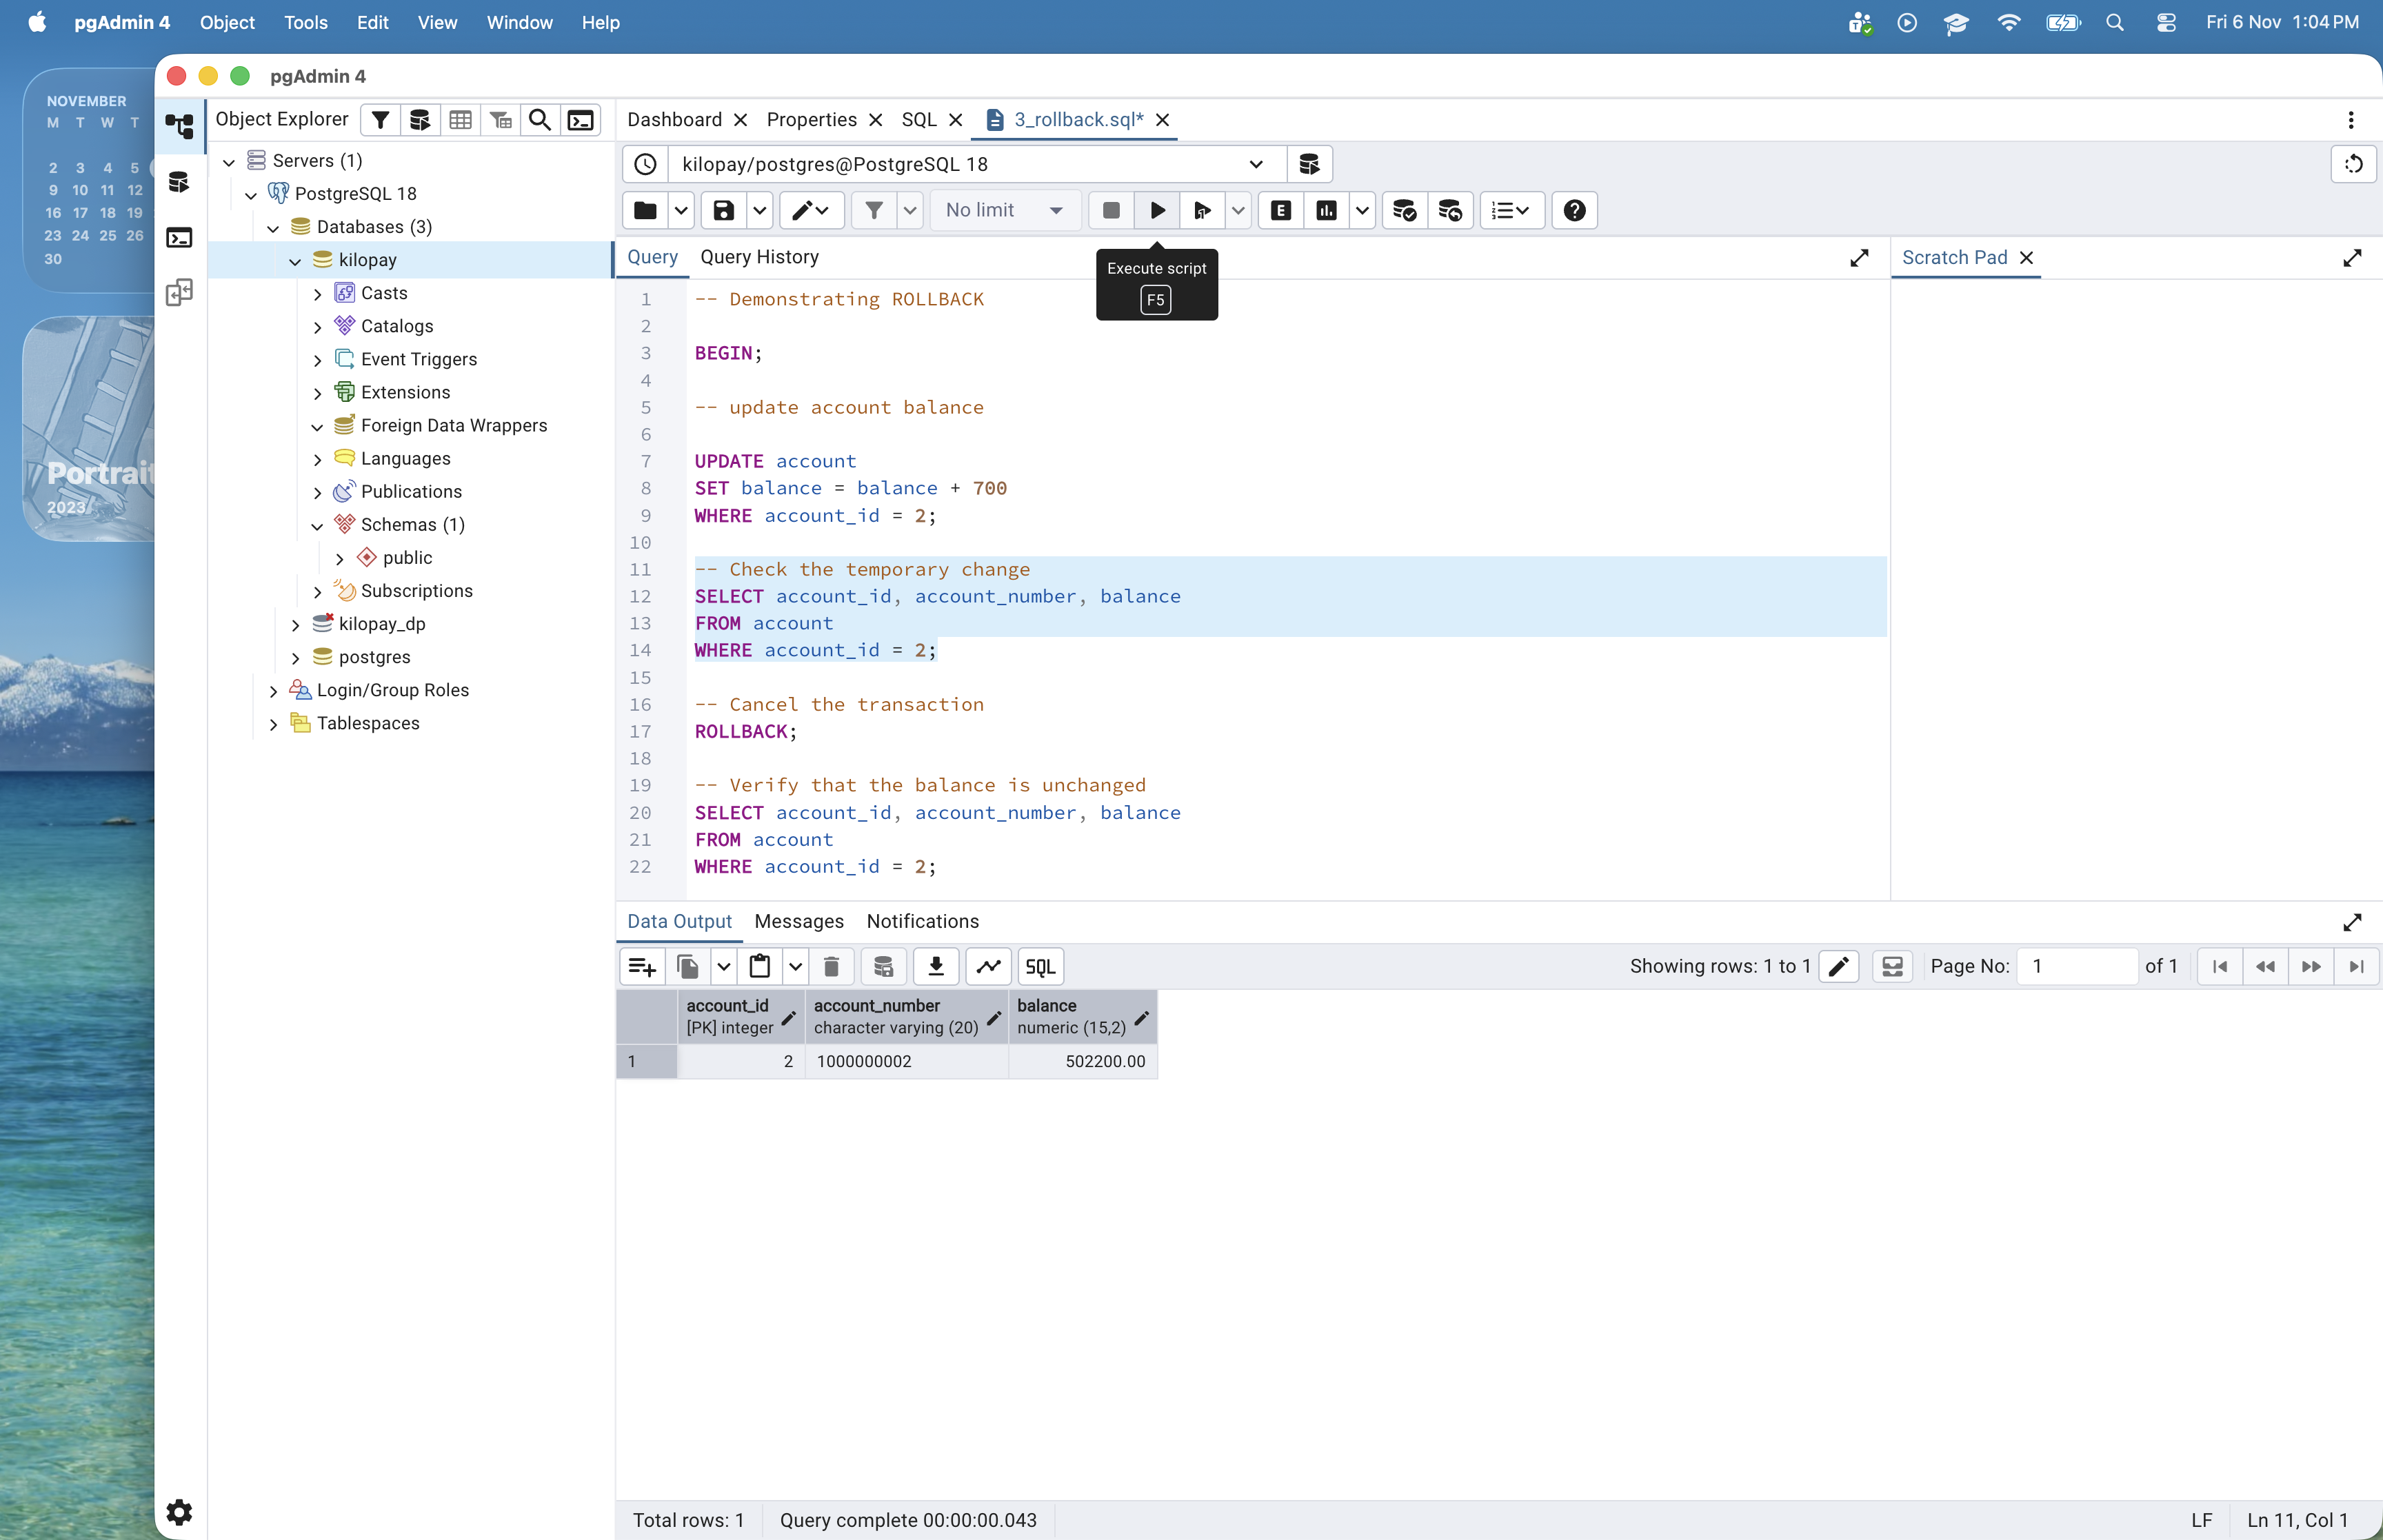 pgAdmin 4 Object Tools Edit View Window Help
Fri 6 Nov 1:04 PM
NOVEMBER
M T W T
2 3 4 5
9 10 11 12
16 17 18 19
23 24 25 26
30
Portrait
2023
pgAdmin 4
Object Explorer
Servers (1)
PostgreSQL 18
Databases (3)
kilopay
Casts
Catalogs
Event Triggers
Extensions
Foreign Data Wrappers
Languages
Publications
Schemas (1)
public
Subscriptions
kilopay_dp
postgres
Login/Group Roles
Tablespaces
Dashboard Properties SQL 3_rollback.sql*
kilopay/postgres@PostgreSQL 18
No limit
E
Query Query History
Execute script
F5
Scratch Pad
1 -- Demonstrating ROLLBACK
2
3 BEGIN;
4
5 -- update account balance
6
7 UPDATE account
8 SET balance = balance + 700
9 WHERE account_id = 2;
10
11 -- Check the temporary change
12 SELECT account_id, account_number, balance
13 FROM account
14 WHERE account_id = 2;
15
16 -- Cancel the transaction
17 ROLLBACK;
18
19 -- Verify that the balance is unchanged
20 SELECT account_id, account_number, balance
21 FROM account
22 WHERE account_id = 2;
Data Output Messages Notifications
SQL
Showing rows: 1 to 1 Page No: 1 of 1
account_id account_number balance
[PK] integer character varying (20) numeric (15,2)
1 2 1000000002 502200.00
Total rows: 1 Query complete 00:00:00.043 LF Ln 11, Col 1